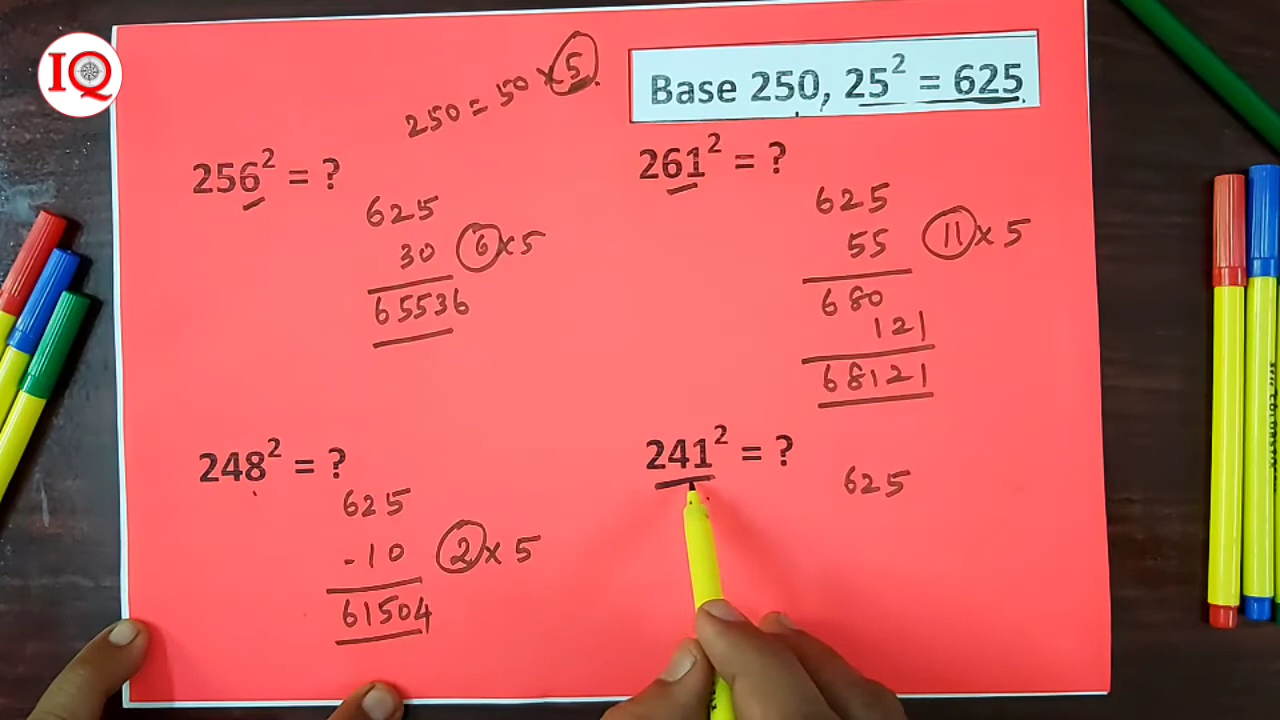 IQ
250 = 50 × 5
Base 250, 25² = 625
256² = ?
625
30 6 × 5
65536
261² = ?
625
55 11 × 5
680
121
68121
248² = ?
625
-10 2 × 5
61504
241² = ?
625